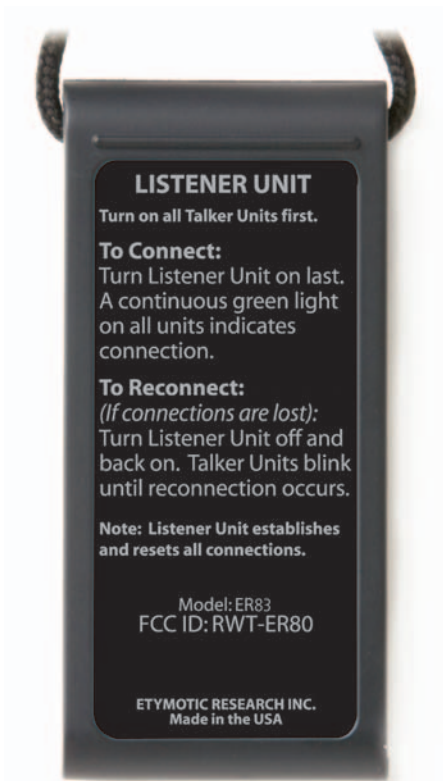 LISTENER UNIT
Turn on all Talker Units first.
To Connect:
Turn Listener Unit on last.
A continuous green light
on all units indicates
connection.
To Reconnect:
(If connections are lost):
Turn Listener Unit off and
back on. Talker Units blink
until reconnection occurs.
Note: Listener Unit establishes
and resets all connections.
Model: ER83
FCC ID: RWT-ER80
ETYMOTIC RESEARCH INC.
Made in the USA